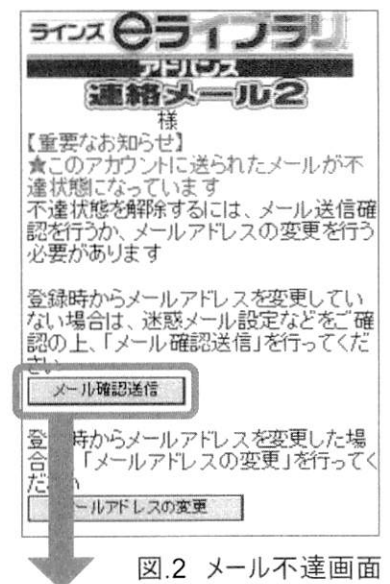 ラインズ eライブラリ
アドバンス
連絡メール2
様
【重要なお知らせ】
★このアカウントに送られたメールが不
達状態になっています
不達状態を解除するには、メール送信確
認を行うか、メールアドレスの変更を行う
必要があります
登録時からメールアドレスを変更してい
ない場合は、迷惑メール設定などをご確
認の上、「メール確認送信」を行ってくだ
さい
メール確認送信
登 時からメールアドレスを変更した場
合 「メールアドレスの変更」を行ってく
だ い
ールアドレスの変更
図.2 メール不達画面